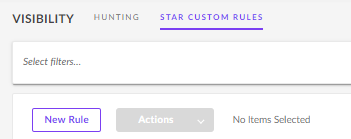 VISIBILITY HUNTING STAR CUSTOM RULES
Select filters...
New Rule Actions No Items Selected